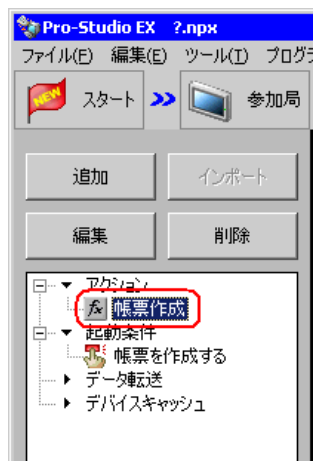 Pro-Studio EX ?.npx
ファイル(F) 編集(E) ツール(T) プログラ
NEW スタート 参加局
追加 インポート
編集 削除
アクション
fx 帳票作成
起動条件
帳票を作成する
データ転送
デバイスキャッシュ